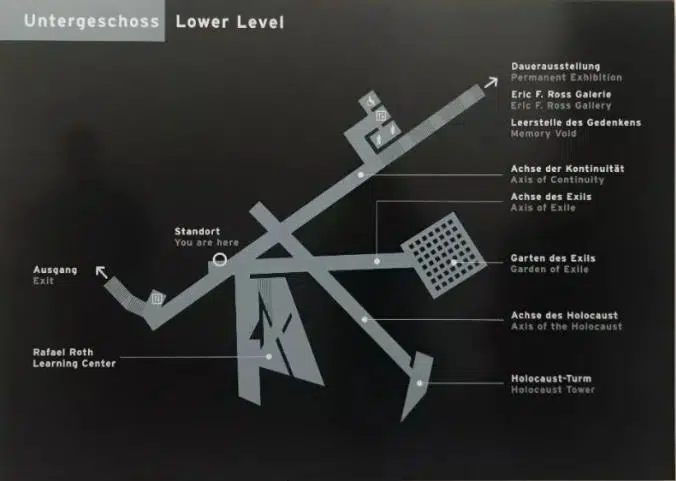 Untergeschoss Lower Level
Dauerausstellung
Permanent Exhibition
Eric F. Ross Galerie
Eric F. Ross Gallery
Leerstelle des Gedenkens
Memory Void
Achse der Kontinuität
Axis of Continuity
Achse des Exils
Axis of Exile
Standort
You are here
Garten des Exils
Garden of Exile
Ausgang
Exit
Achse des Holocaust
Axis of the Holocaust
Rafael Roth
Learning Center
Holocaust-Turm
Holocaust Tower